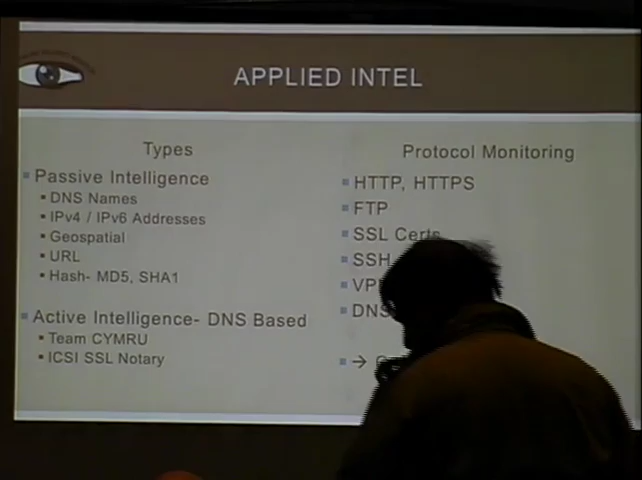 APPLIED INTEL
Types
▪ Passive Intelligence
▪ DNS Names
▪ IPv4 / IPv6 Addresses
▪ Geospatial
▪ URL
▪ Hash- MD5, SHA1
▪ Active Intelligence- DNS Based
▪ Team CYMRU
▪ ICSI SSL Notary
Protocol Monitoring
▪ HTTP, HTTPS
▪ FTP
▪ SSL Certs
▪ SSH
▪ DNS
▪ →